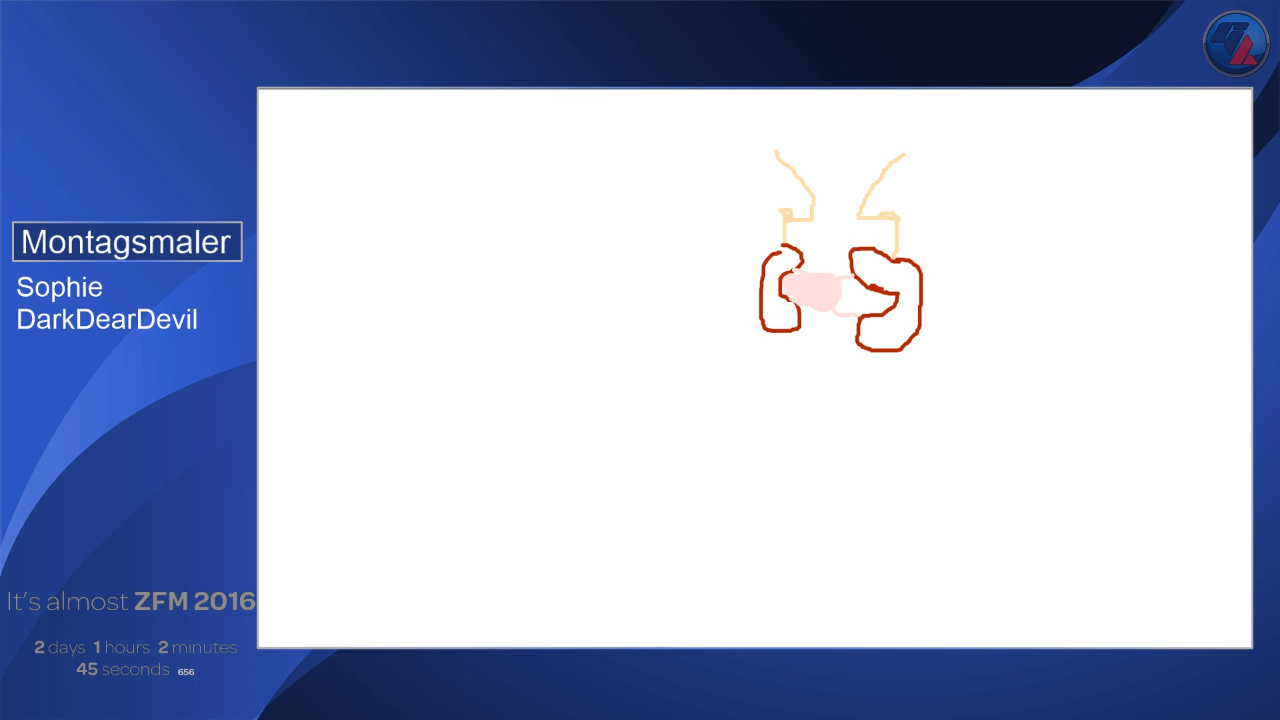 Montagsmaler
Sophie
DarkDearDevil
It's almost ZFM 2016
2 days 1 hours 2 minutes
45 seconds 656